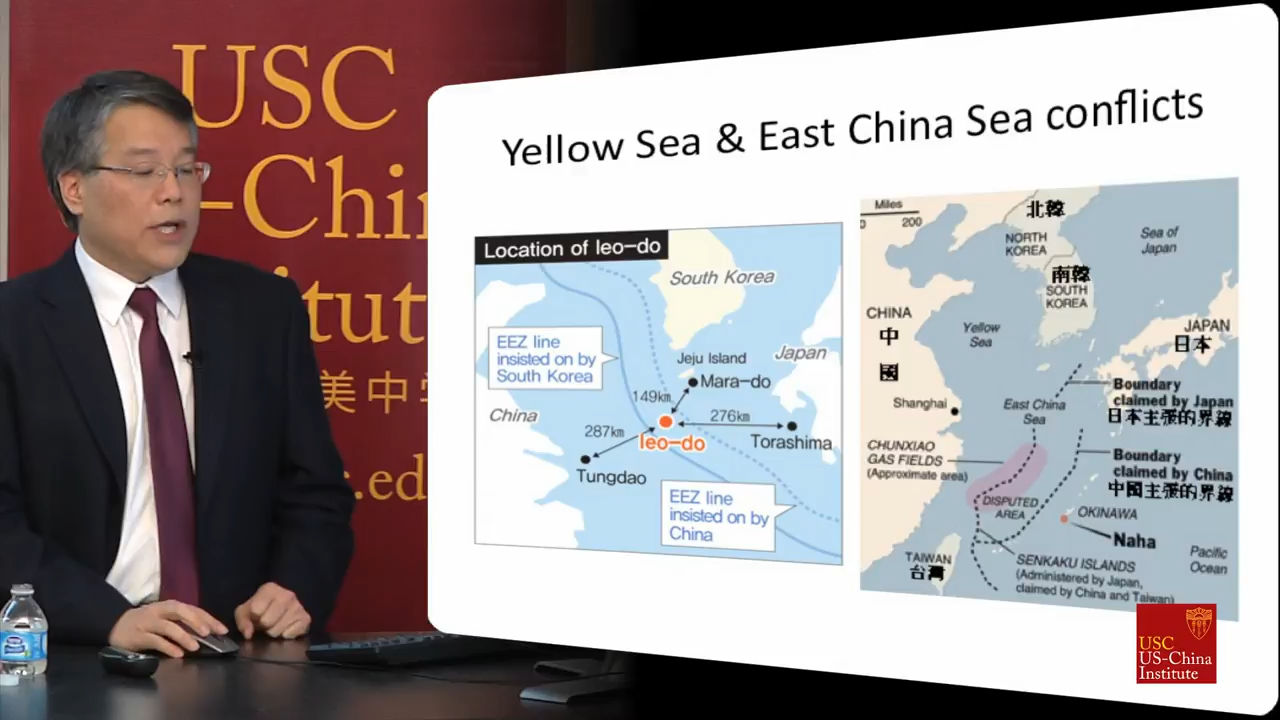 USC
-Chi
itut
美中
.ed
Yellow Sea & East China Sea conflicts
Location of Ieo-do
South Korea
EEZ line
insisted on by
South Korea
Jeju Island
Japan
Mara-do
149km
China
276km
287km
Ieo-do
Torashima
Tungdao
EEZ line
insisted on by
China
Miles
0 200
北韓
NORTH
KOREA
Sea of
Japan
南韓
SOUTH
KOREA
CHINA
中
國
Yellow
Sea
JAPAN
日本
Boundary
claimed by Japan
日本主張的界線
Shanghai
East China
Sea
CHUNXIAO
GAS FIELDS
(Approximate area)
Boundary
claimed by China
中國主張的界線
DISPUTED
AREA
OKINAWA
Naha
TAIWAN
台灣
SENKAKU ISLANDS
(Administered by Japan,
claimed by China and Taiwan)
Pacific
Ocean
USC
US-China
Institute